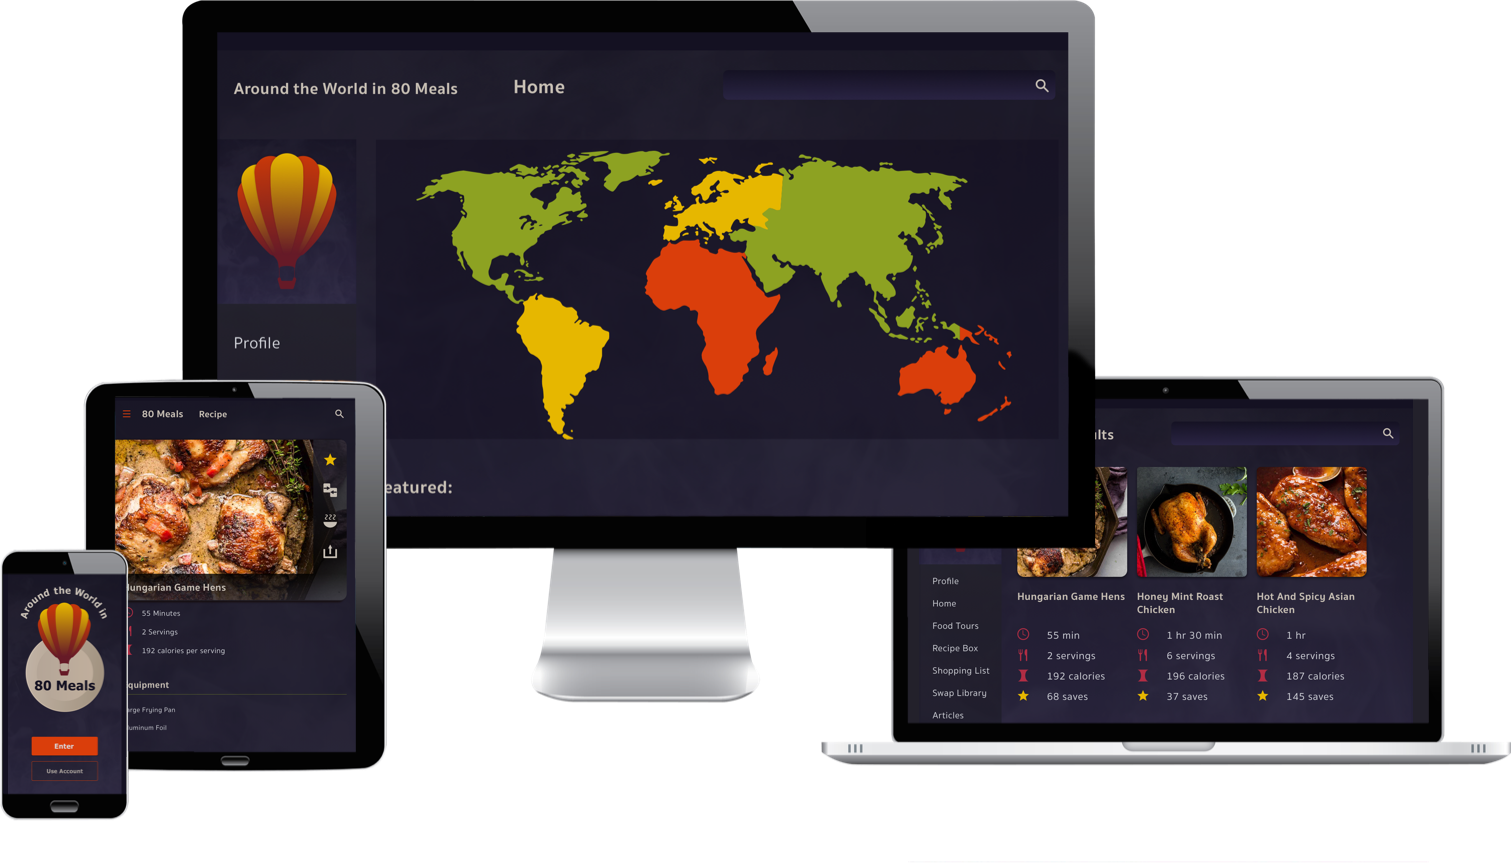 Around the World in 80 Meals
Home
Profile
eatured:
80 Meals
Recipe
Hungarian Game Hens
55 Minutes
2 Servings
192 calories per serving
quipment
arge Frying Pan
uminum Foil
Around the World in
80 Meals
Enter
Use Account
ults
Profile
Home
Food Tours
Recipe Box
Shopping List
Swap Library
Articles
Hungarian Game Hens
55 min
2 servings
192 calories
68 saves
Honey Mint Roast
Chicken
1 hr 30 min
6 servings
196 calories
37 saves
Hot And Spicy Asian
Chicken
1 hr
4 servings
187 calories
145 saves